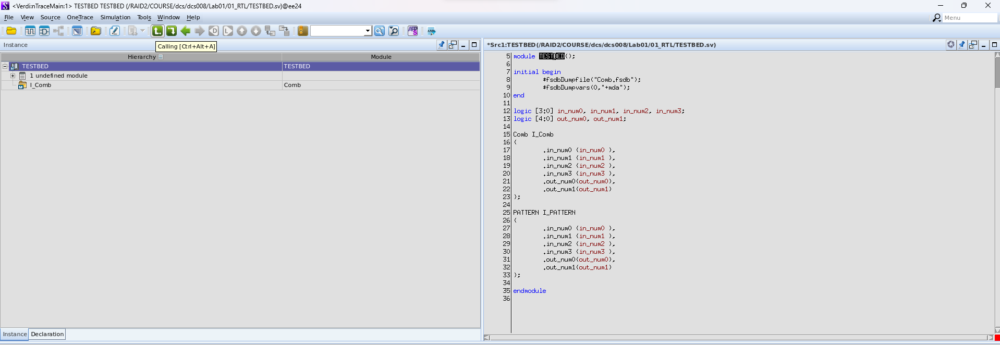 <Verdi:nTraceMain:1> TESTBED TESTBED (/RAID2/COURSE/dcs/dcs008/Lab01/01_RTL/TESTBED.sv)@ee24
File View Source OneTrace Simulation Tools Window Help
Menu
Instance
Calling [Ctrl+Alt+A]
Hierarchy Module
TESTBED TESTBED
1 undefined module
I_Comb Comb
Instance Declaration
*Src1:TESTBED(/RAID2/COURSE/dcs/dcs008/Lab01/01_RTL/TESTBED.sv)
5 module TESTBED();
6
7 initial begin
8 $fsdbDumpfile("Comb.fsdb");
9 $fsdbDumpvars(0,"+mda");
10 end
11
12 logic [3:0] in_num0, in_num1, in_num2, in_num3;
13 logic [4:0] out_num0, out_num1;
14
15 Comb I_Comb
16 (
17 .in_num0 (in_num0 ),
18 .in_num1 (in_num1 ),
19 .in_num2 (in_num2 ),
20 .in_num3 (in_num3 ),
21 .out_num0(out_num0),
22 .out_num1(out_num1)
23 );
24
25 PATTERN I_PATTERN
26 (
27 .in_num0 (in_num0 ),
28 .in_num1 (in_num1 ),
29 .in_num2 (in_num2 ),
30 .in_num3 (in_num3 ),
31 .out_num0(out_num0),
32 .out_num1(out_num1)
33 );
34
35 endmodule
36